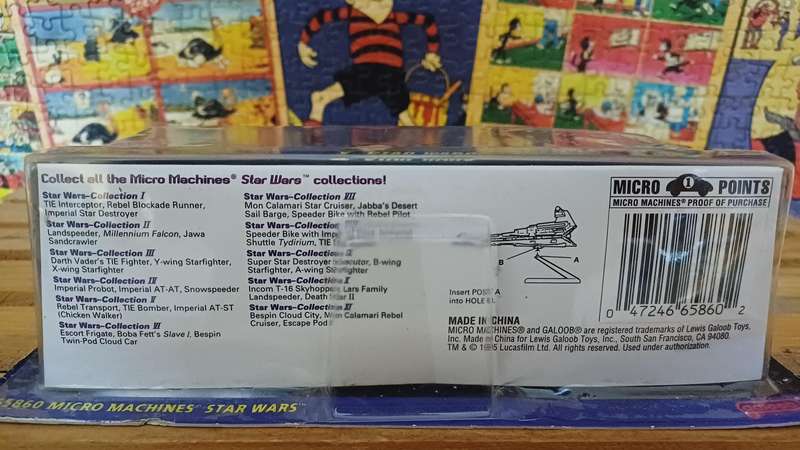 Collect all the Micro Machines® Star Wars™ collections!
Star Wars-Collection I
TIE Interceptor, Rebel Blockade Runner,
Imperial Star Destroyer
Star Wars-Collection II
Landspeeder, Millennium Falcon, Jawa
Sandcrawler
Star Wars-Collection III
Darth Vader's TIE Fighter, Y-wing Starfighter,
X-wing Starfighter
Star Wars-Collection IV
Imperial Probot, Imperial AT-AT, Snowspeeder
Star Wars-Collection V
Rebel Transport, TIE Bomber, Imperial AT-ST
(Chicken Walker)
Star Wars-Collection VI
Escort Frigate, Boba Fett's Slave I, Bespin
Twin-Pod Cloud Car
Star Wars-Collection VII
Mon Calamari Star Cruiser, Jabba's Desert
Sail Barge, Speeder Bike with Rebel Pilot
Star
Speeder Bike with
Shuttle Tydirium, TIE
Star Wars-Collection
Super Star Destroyer Executor, B-wing
Starfighter, A-wing Starfighter
Star Wars-Collection X
Incom T-16 Skyhopper, Lars Family
Landspeeder, Death Star II
Star Wars-Collection XI
Bespin Cloud City, Mon Calamari Rebel
Cruiser, Escape Pod
A
B
A
Insert POST A
into HOLE B
MICRO 1 POINTS
MICRO MACHINES® PROOF OF PURCHASE
0 47246 65860 2
MADE IN CHINA
MICRO MACHINES® and GALOOB® are registered trademarks of Lewis Galoob Toys,
Inc. Made in China for Lewis Galoob Toys, Inc., South San Francisco, CA 94080.
TM & © 1995 Lucasfilm Ltd. All rights reserved. Used under authorization.
65860 MICRO MACHINES® STAR WARS™